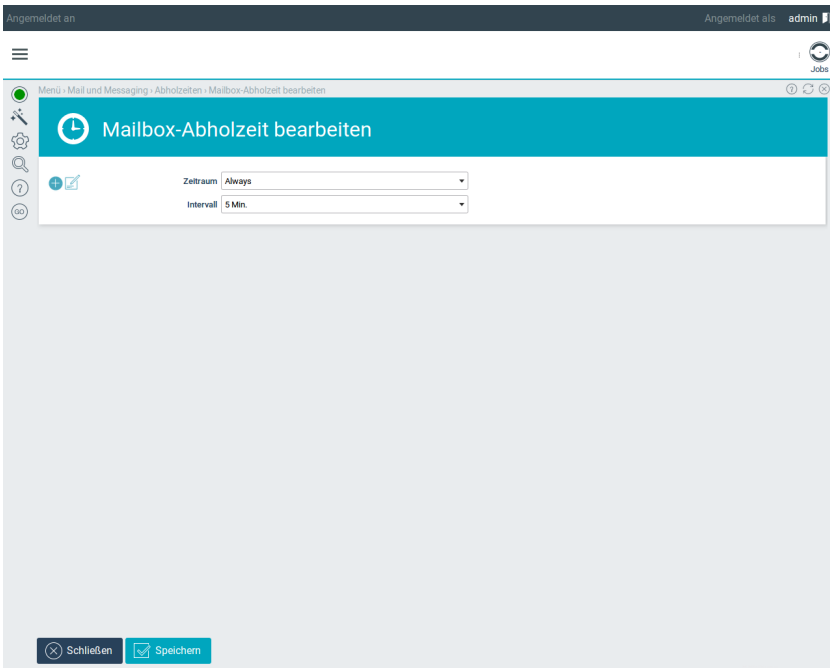 Angemeldet an
Angemeldet als admin
Jobs
Menü › Mail und Messaging › Abholzeiten › Mailbox-Abholzeit bearbeiten
Mailbox-Abholzeit bearbeiten
Zeitraum Always
Intervall 5 Min.
GO
Schließen Speichern